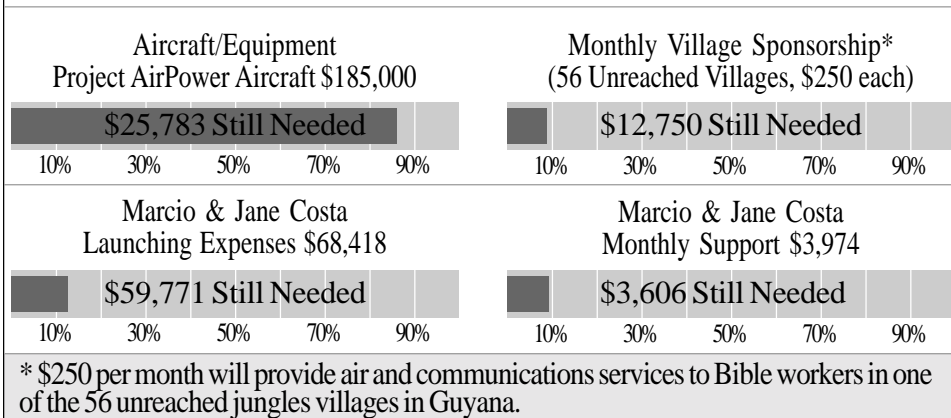 Aircraft/Equipment
Project AirPower Aircraft $185,000
$25,783 Still Needed
10% 30% 50% 70% 90%
Monthly Village Sponsorship*
(56 Unreached Villages, $250 each)
$12,750 Still Needed
10% 30% 50% 70% 90%
Marcio & Jane Costa
Launching Expenses $68,418
$59,771 Still Needed
10% 30% 50% 70% 90%
Marcio & Jane Costa
Monthly Support $3,974
$3,606 Still Needed
10% 30% 50% 70% 90%
* $250 per month will provide air and communications services to Bible workers in one
of the 56 unreached jungles villages in Guyana.